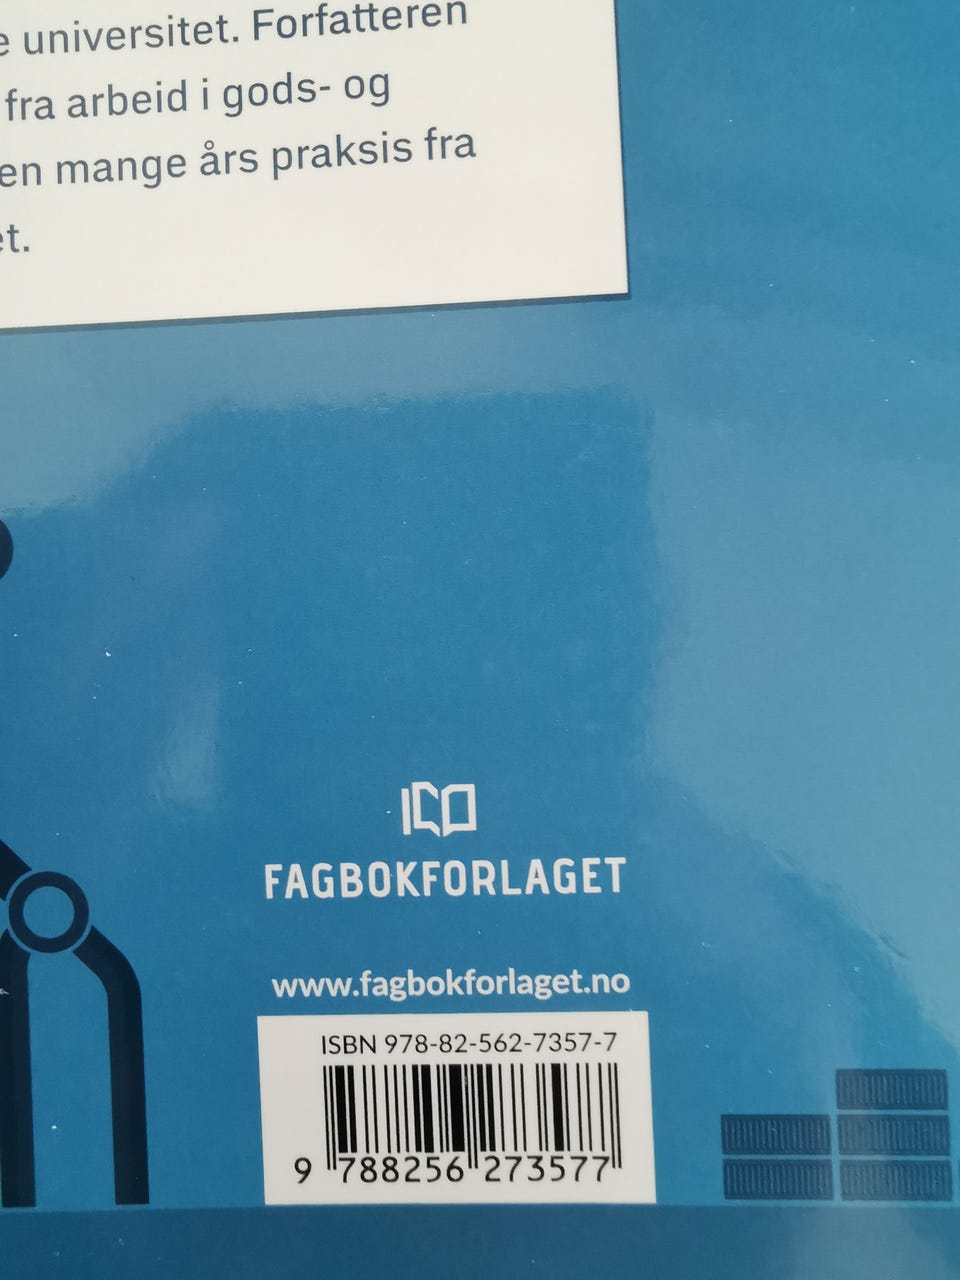 e universitet. Forfatteren
fra arbeid i gods- og
en mange års praksis fra
et.
FAGBOKFORLAGET
www.fagbokforlaget.no
ISBN 978-82-562-7357-7
9 788256 273577